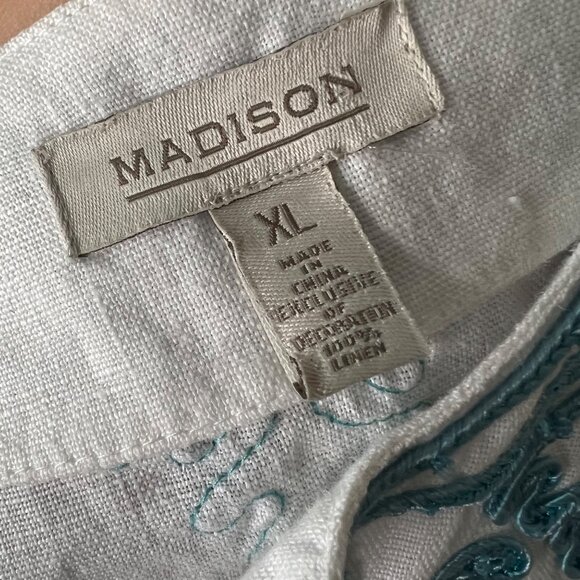 MADISON
XL
MADE
IN
CHINA
EXCLUSIVE
OF
DECORATION
100%
LINEN